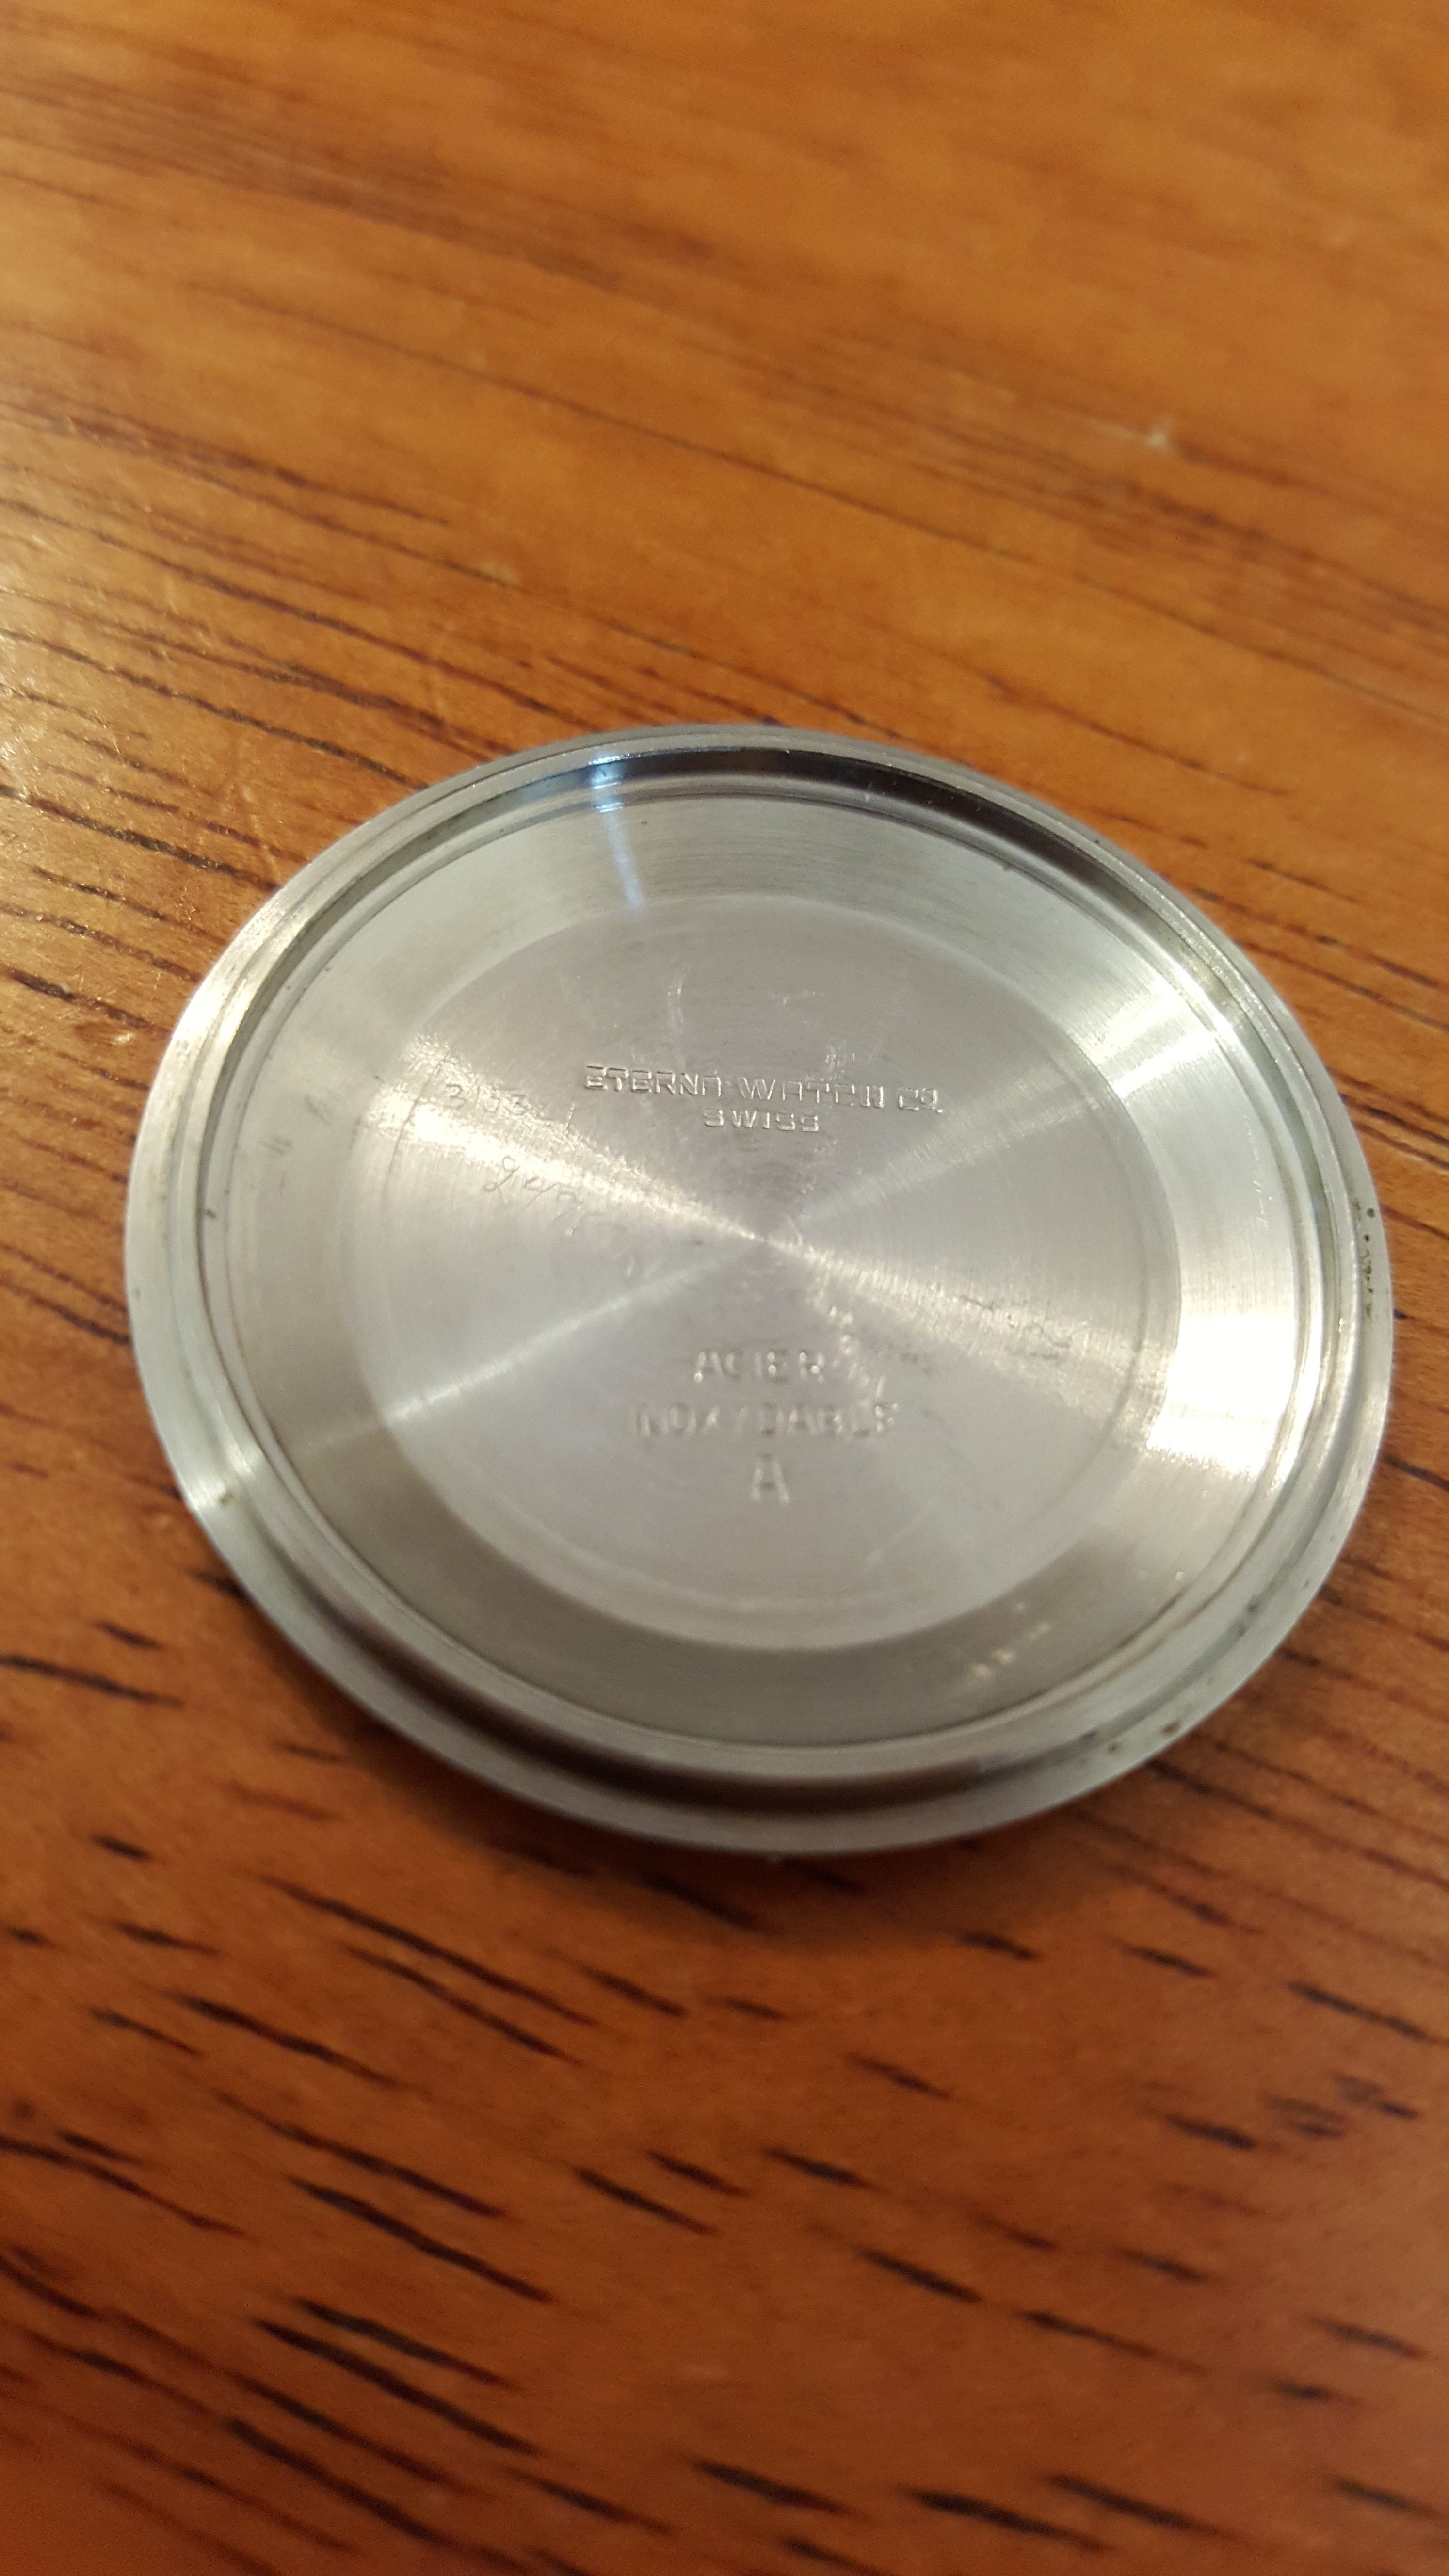 ETERNA WATCH Co.
SWISS
ACIER
INOXYDABLE
A